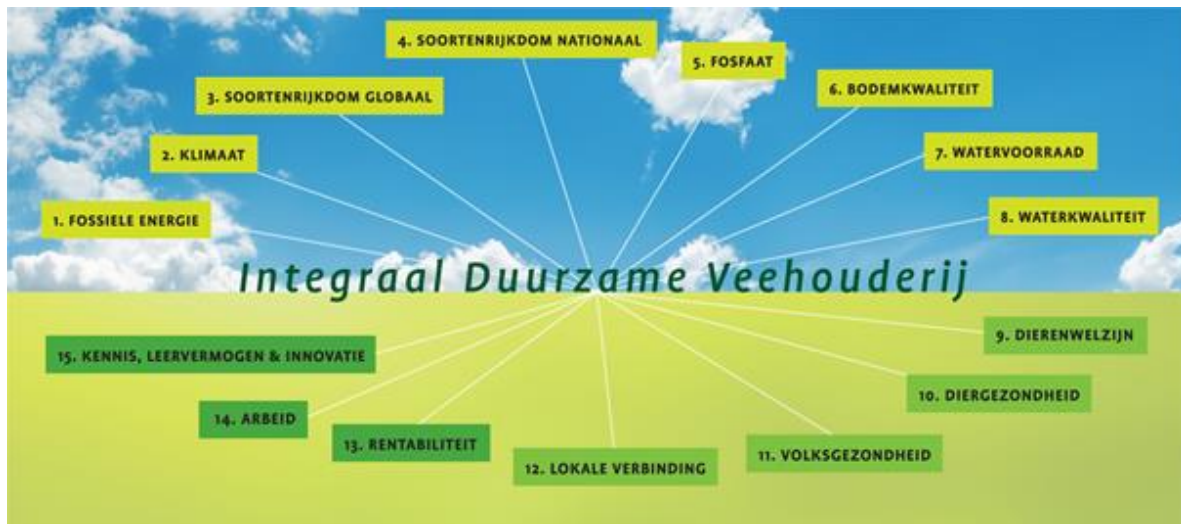 4. SOORTENRIJKDOM NATIONAAL
5. FOSFAAT
3. SOORTENRIJKDOM GLOBAAL
6. BODEMKWALITEIT
2. KLIMAAT
7. WATERVOORRAAD
1. FOSSIELE ENERGIE
8. WATERKWALITEIT
Integraal Duurzame Veehouderij
9. DIERENWELZIJN
15. KENNIS, LEERVERMOGEN & INNOVATIE
10. DIERGEZONDHEID
14. ARBEID
13. RENTABILITEIT
11. VOLKSGEZONDHEID
12. LOKALE VERBINDING